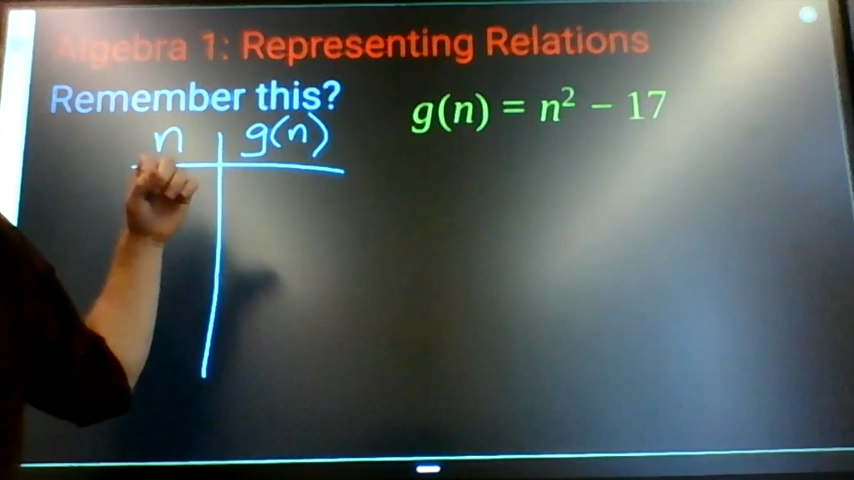 Algebra 1: Representing Relations
Remember this?
g(n) = n² − 17
n g(n)